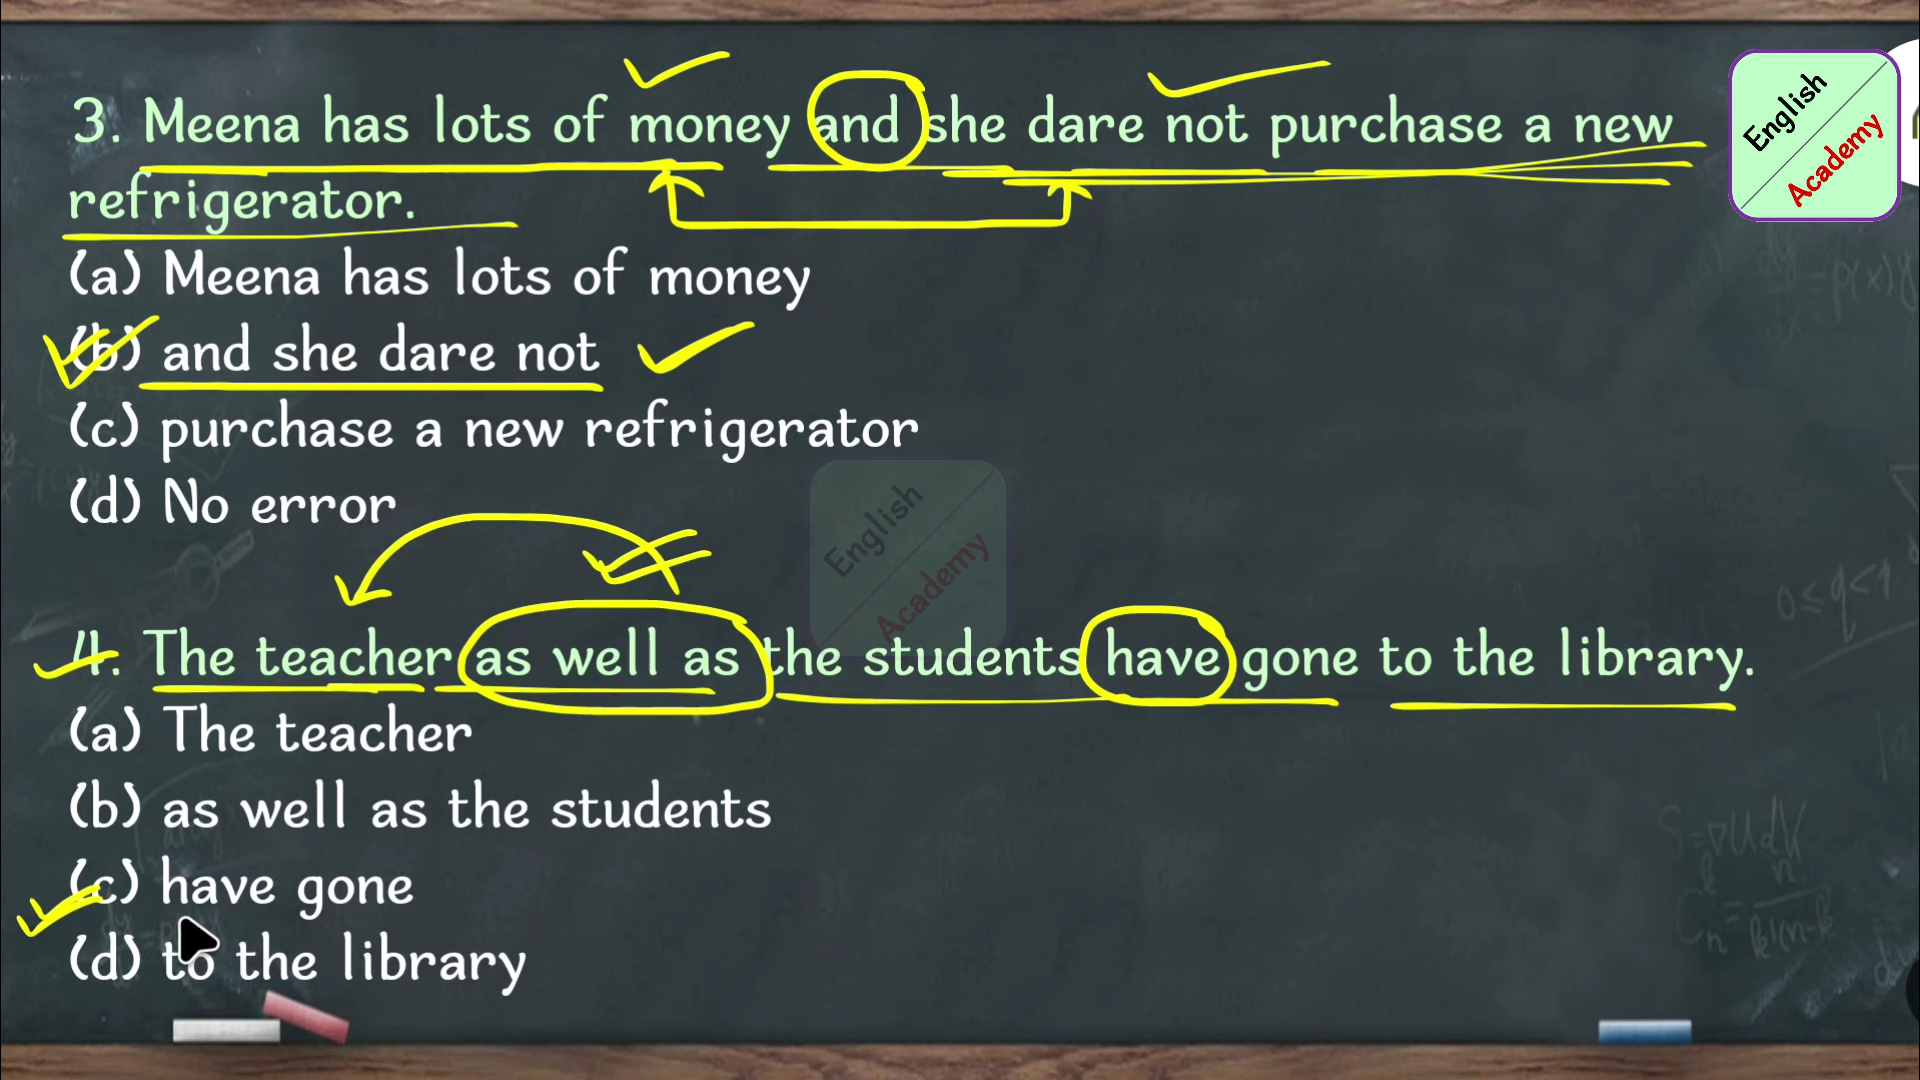 3. Meena has lots of money and she dare not purchase a new
refrigerator.
(a) Meena has lots of money
(b) and she dare not
(c) purchase a new refrigerator
(d) No error
4. The teacher as well as the students have gone to the library.
(a) The teacher
(b) as well as the students
(c) have gone
(d) to the library
English
Academy
English
Academy